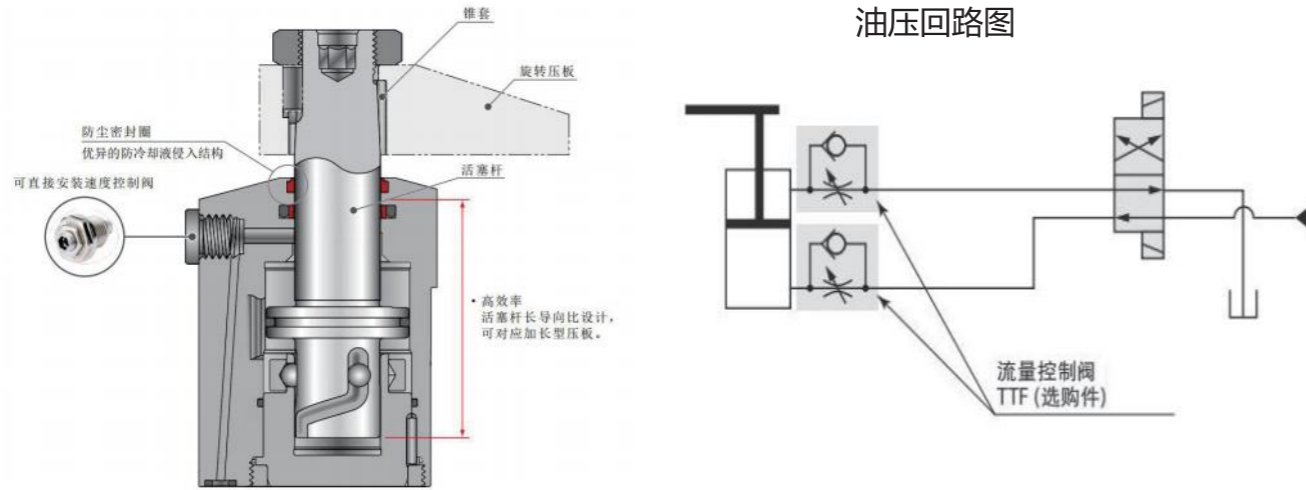 锥套
旋转压板
防尘密封圈
优异的防冷却液侵入结构
可直接安装速度控制阀
活塞杆
• 高效率
活塞杆长导向比设计，
可对应加长型压板。
油压回路图
流量控制阀
TTF (选购件)